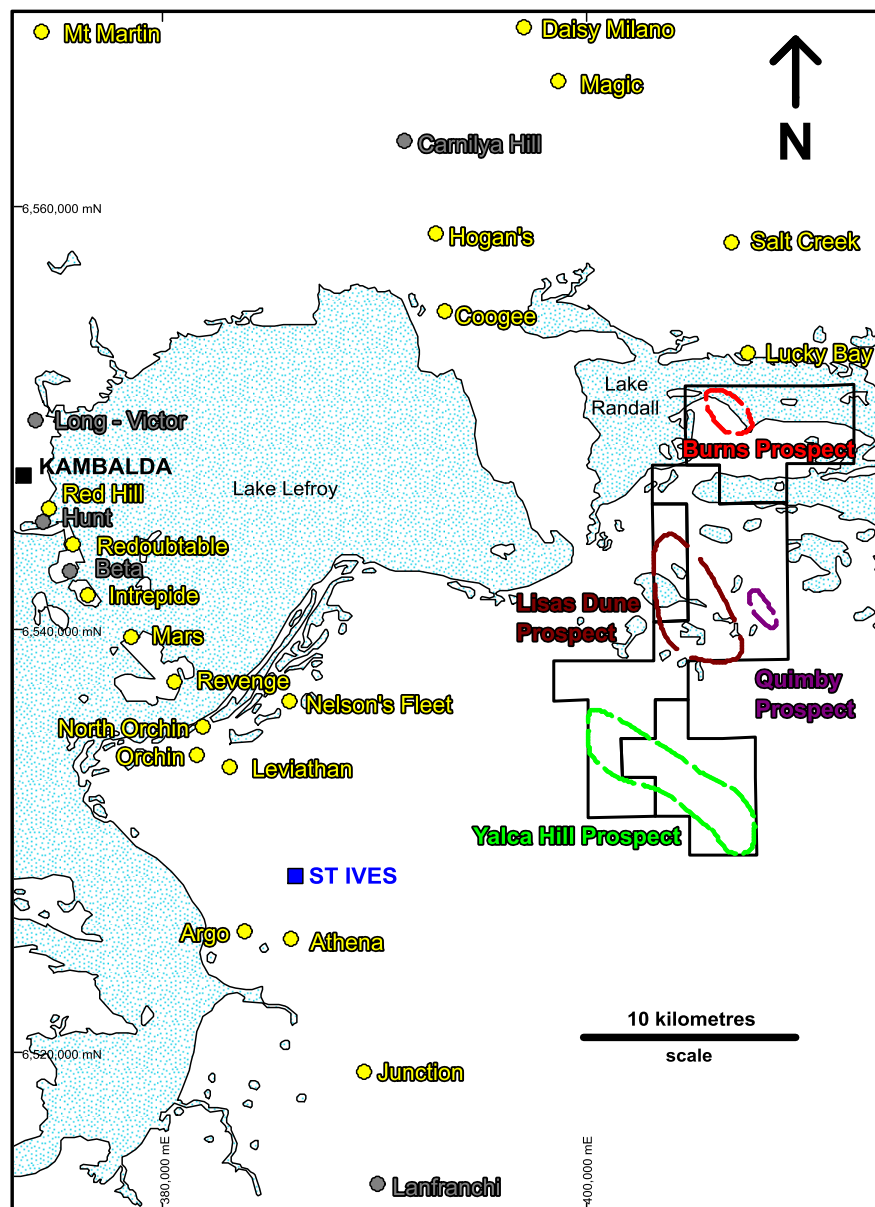 Mt Martin
Daisy Milano
Magic
N
Carnilya Hill
6,560,000 mN
Hogan's
Salt Creek
Coogee
Lucky Bay
Lake
Randall
Long - Victor
Burns Prospect
KAMBALDA
Lake Lefroy
Red Hill
Hunt
Redoubtable
Beta
Intrepide
Lisas Dune
Prospect
6,540,000 mN
Mars
Revenge
Quimby
Prospect
Nelson's Fleet
North Orchin
Orchin
Leviathan
Yalca Hill Prospect
ST IVES
Argo
Athena
10 kilometres
scale
6,520,000 mN
Junction
380,000 mE
400,000 mE
Lanfranchi